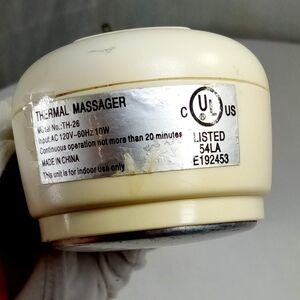 THERMAL MASSAGER
Model No.:TH-26
Input:AC 120V~60Hz 10W
Continuous operation not more than 20 minutes
MADE IN CHINA
This unit is for indoor use only
C UL US
LISTED
54LA
E192453